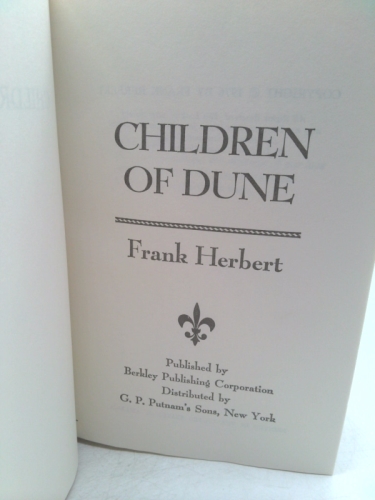 CHILDREN
OF DUNE
Frank Herbert
Published by
Berkley Publishing Corporation
Distributed by
G. P. Putnam's Sons, New York